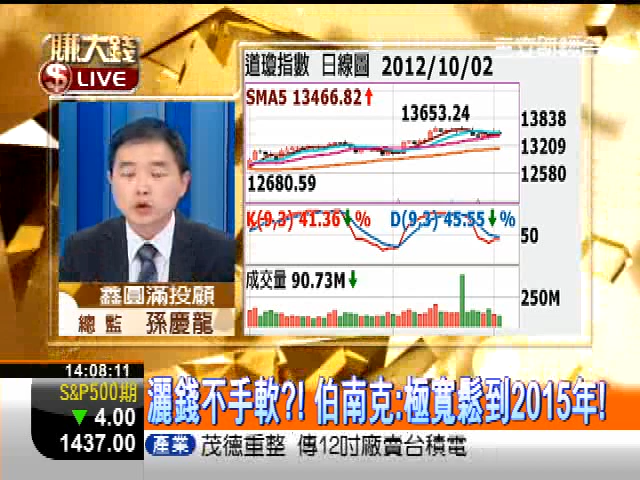 賺大錢
LIVE
道瓊指數 日線圖 2012/10/02
SMA5 13466.82↑
13653.24
13838
13209
12580
12680.59
K(9,3) 41.36↓% D(9,3) 45.55↓%
50
成交量 90.73M↓
250M
鑫圓滿投顧
總監 孫慶龍
14:08:11
S&P500期
▼ 4.00
1437.00
灑錢不手軟?! 伯南克:極寬鬆到2015年!
產業 茂德重整 傳12吋廠賣台積電